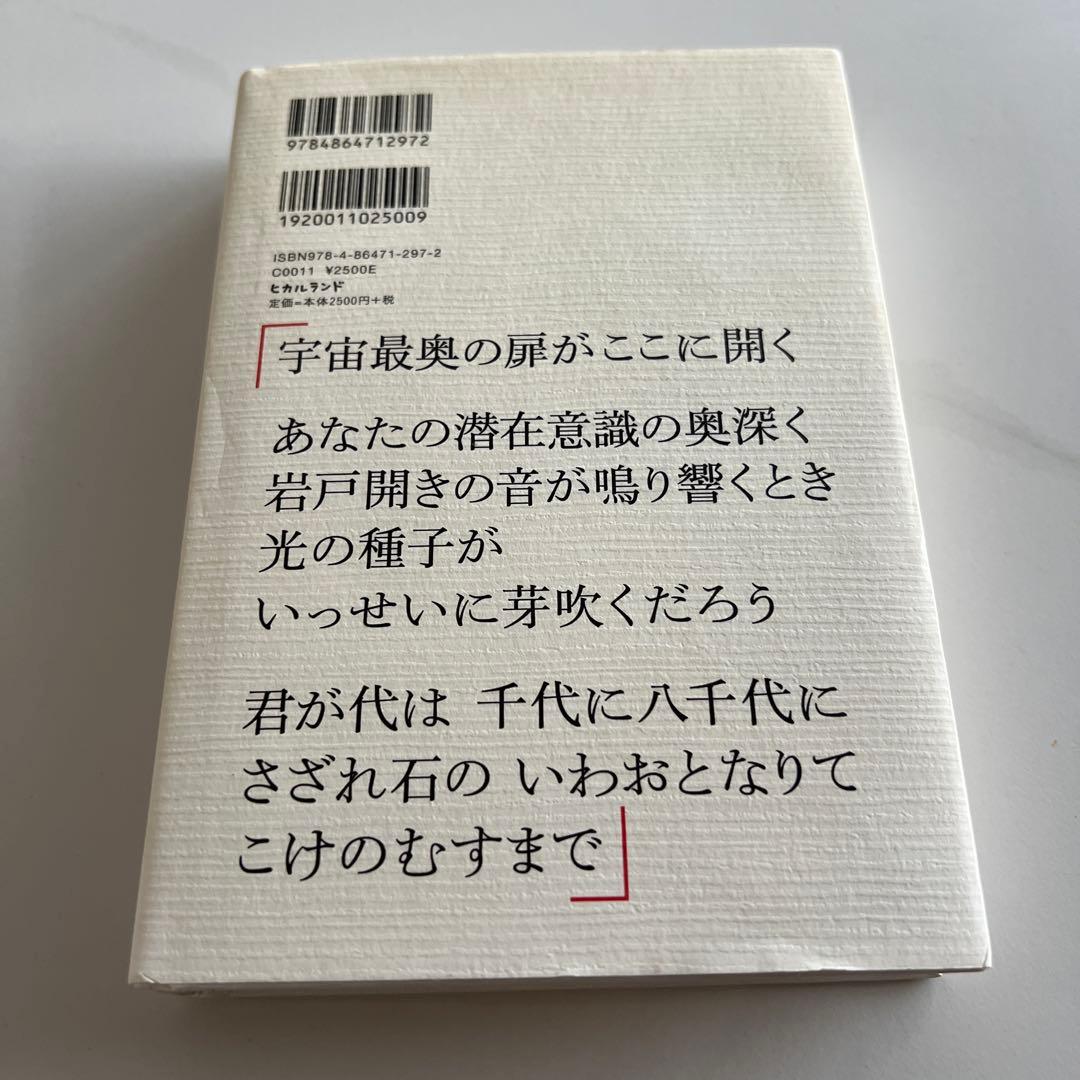 9784864712972
1920011025009
ISBN978-4-86471-297-2
C0011 ¥2500E
ヒカルランド
定価=本体2500円+税
宇宙最奥の扉がここに開く
あなたの潜在意識の奥深く
岩戸開きの音が鳴り響くとき
光の種子が
いっせいに芽吹くだろう
君が代は 千代に八千代に
さざれ石の いわおとなりて
こけのむすまで